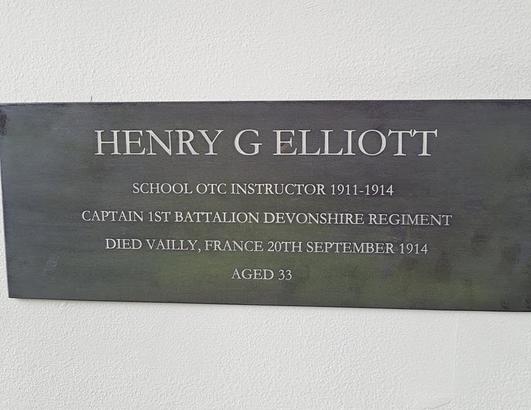 HENRY G ELLIOTT
SCHOOL OTC INSTRUCTOR 1911-1914
CAPTAIN 1ST BATTALION DEVONSHIRE REGIMENT
DIED VAILLY, FRANCE 20TH SEPTEMBER 1914
AGED 33